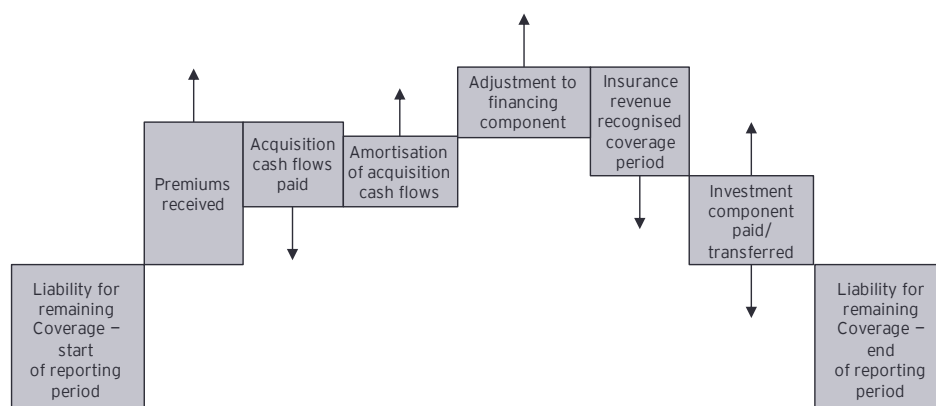 Liability for
remaining
Coverage –
start
of reporting
period
Premiums
received
Acquisition
cash flows
paid
Amortisation
of acquisition
cash flows
Adjustment to
financing
component
Insurance
revenue
recognised
coverage
period
Investment
component
paid/
transferred
Liability for
remaining
Coverage –
end
of reporting
period